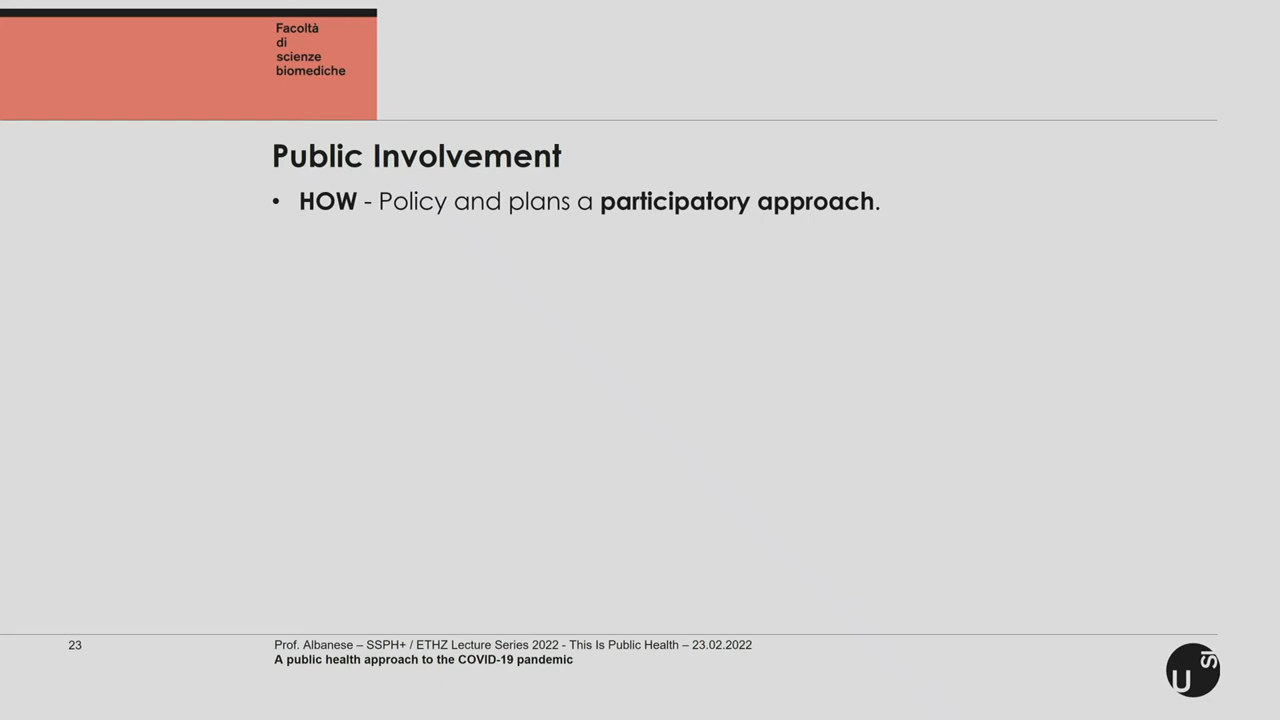 Facoltà
di
scienze
biomediche
Public Involvement
• HOW - Policy and plans a participatory approach.
23
Prof. Albanese – SSPH+ / ETHZ Lecture Series 2022 - This Is Public Health – 23.02.2022
A public health approach to the COVID-19 pandemic
U
SI